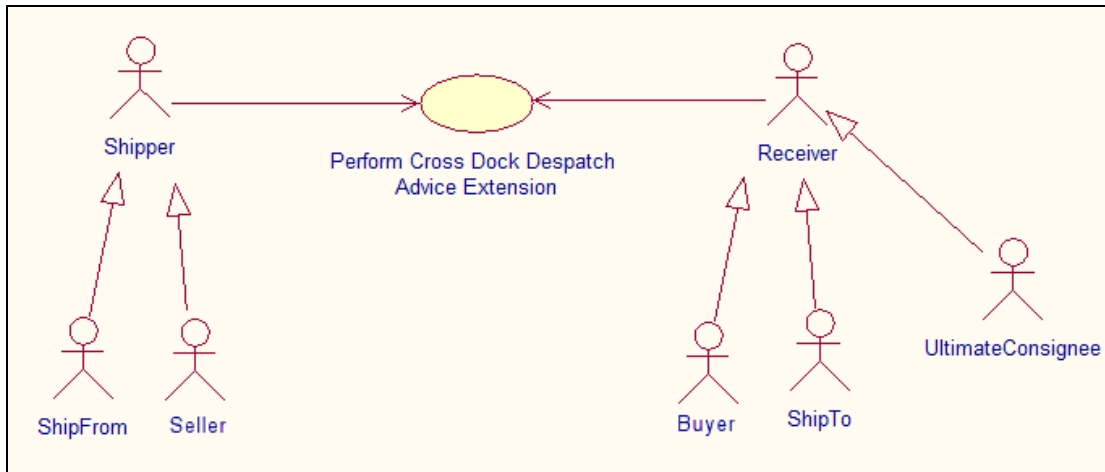 Shipper
Receiver
Perform Cross Dock Despatch
Advice Extension
UltimateConsignee
ShipFrom
Seller
Buyer
ShipTo